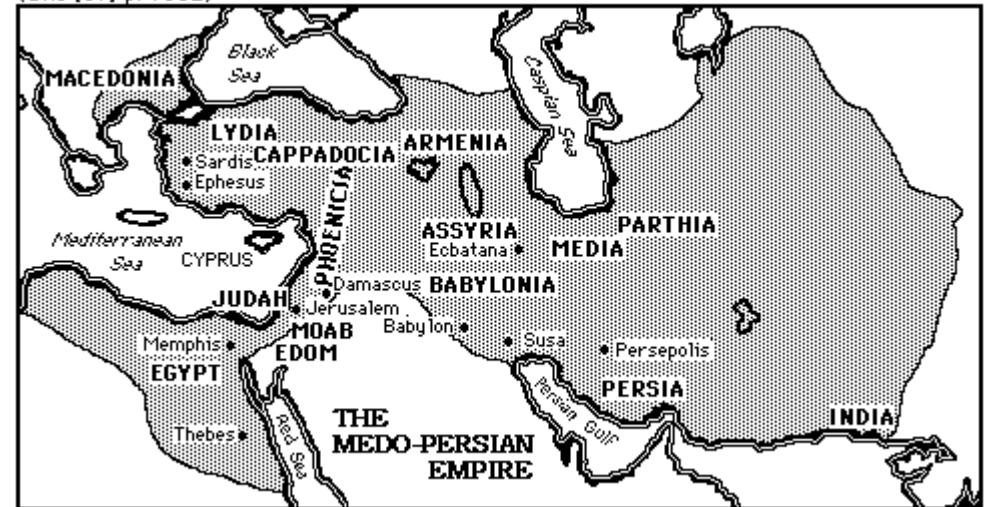 Black
Sea
MACEDONIA
Caspian Sea
LYDIA
ARMENIA
CAPPADOCIA
Sardis
Ephesus
PHOENICIA
PARTHIA
ASSYRIA
Mediterranean
Sea
CYPRUS
Ecbatana
MEDIA
Damascus
BABYLONIA
JUDAH
Jerusalem
MOAB
Babylon
EDOM
Memphis
Susa
Persepolis
EGYPT
PERSIA
Persian Gulf
INDIA
Thebes
Red Sea
THE
MEDO-PERSIAN
EMPIRE